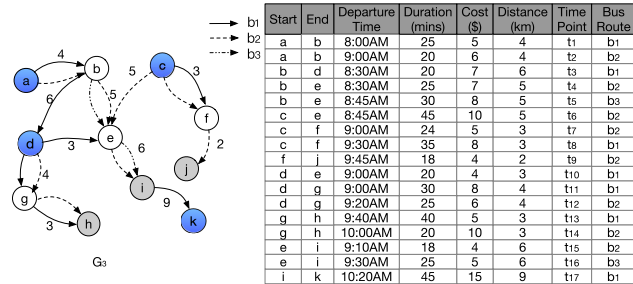 b1
b2
b3
a
b
c
d
e
f
g
h
i
j
k
4
6
5
5
3
2
3
4
3
6
9
G3
Start End Departure Time Duration (mins) Cost ($) Distance (km) Time Point Bus Route
a b 8:00AM 25 5 4 t1 b1
a b 9:00AM 20 6 4 t2 b2
b d 8:30AM 20 7 6 t3 b1
b e 8:30AM 25 7 5 t4 b2
b e 8:45AM 30 8 5 t5 b3
c e 8:45AM 45 10 5 t6 b2
c f 9:00AM 24 5 3 t7 b2
c f 9:30AM 35 8 3 t8 b1
f j 9:45AM 18 4 2 t9 b2
d e 9:00AM 20 4 3 t10 b1
d g 9:00AM 30 8 4 t11 b1
d g 9:20AM 25 6 4 t12 b2
g h 9:40AM 40 5 3 t13 b1
g h 10:00AM 20 10 3 t14 b2
e i 9:10AM 18 4 6 t15 b2
e i 9:30AM 25 5 6 t16 b3
i k 10:20AM 45 15 9 t17 b1